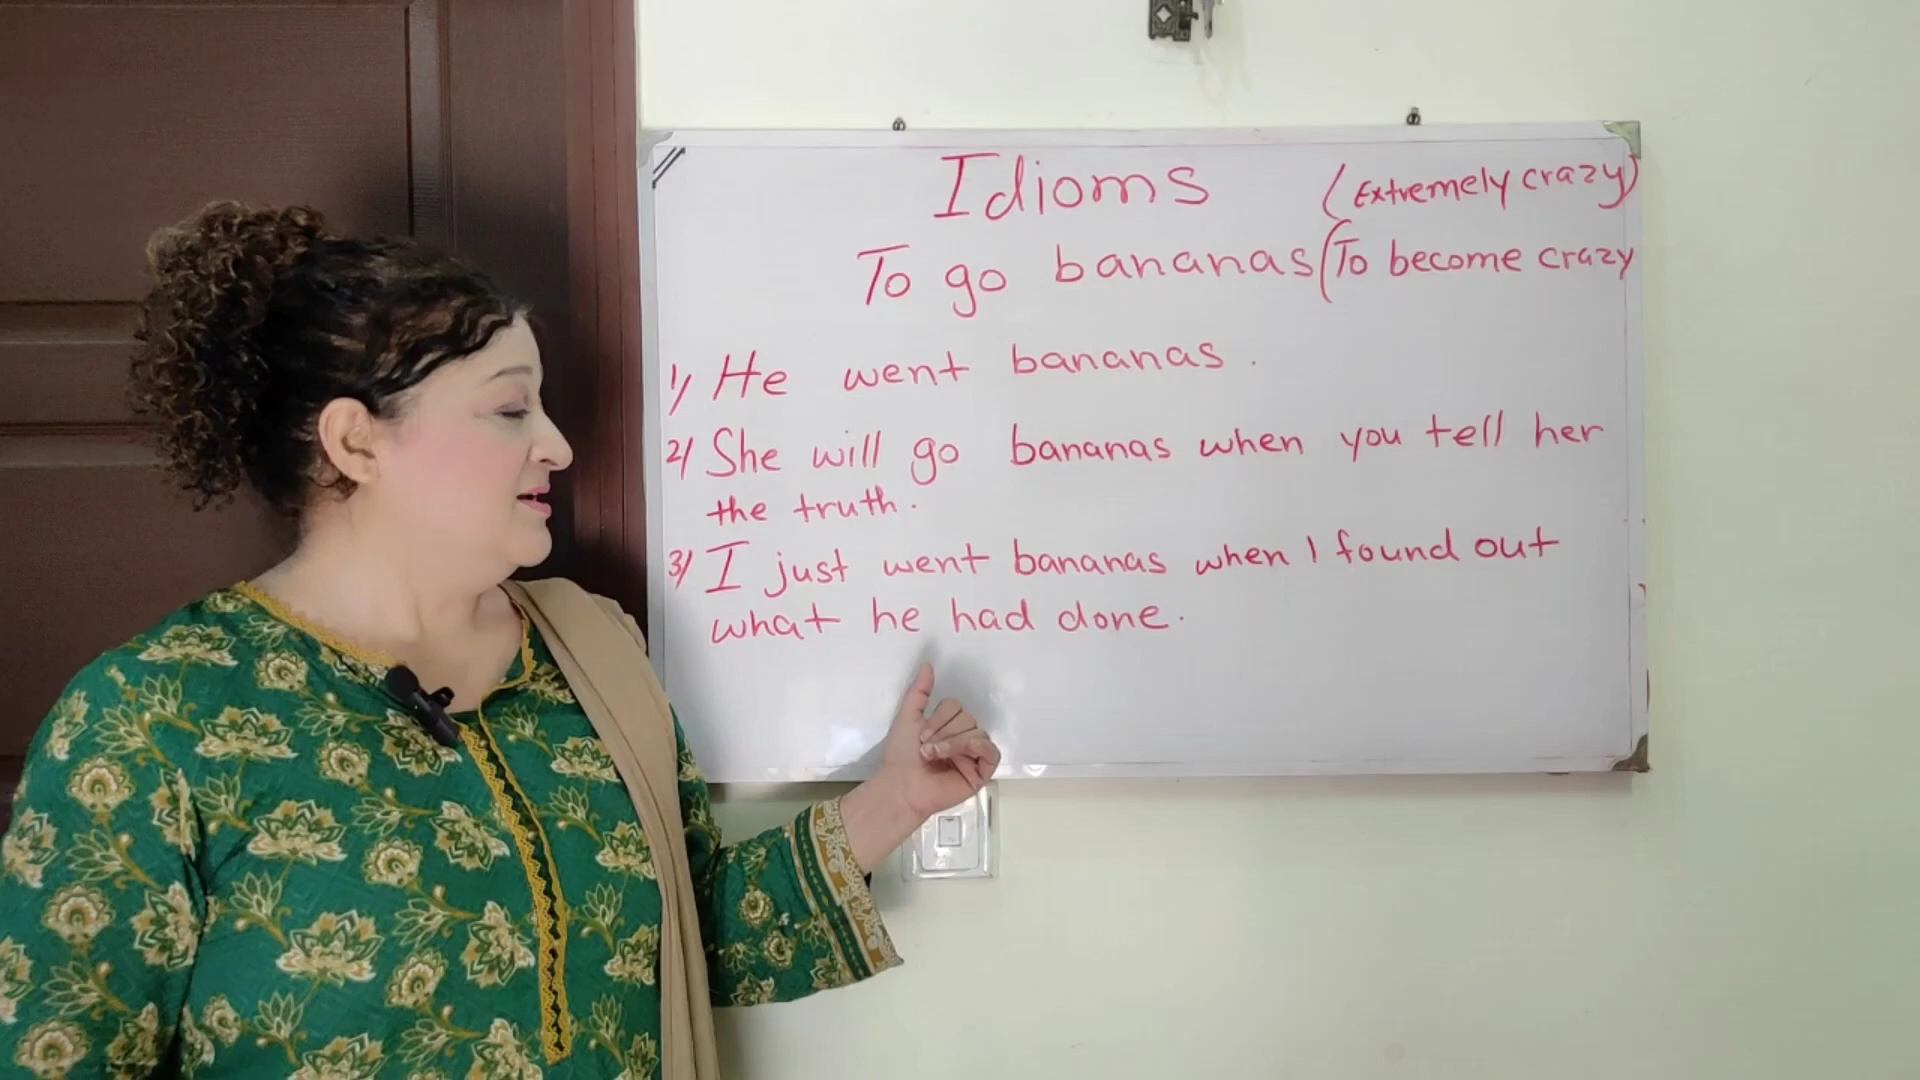 Idioms (Extremely crazy)
To go bananas (To become crazy
1) He went bananas.
2) She will go bananas when you tell her
the truth.
3) I just went bananas when I found out
what he had done.